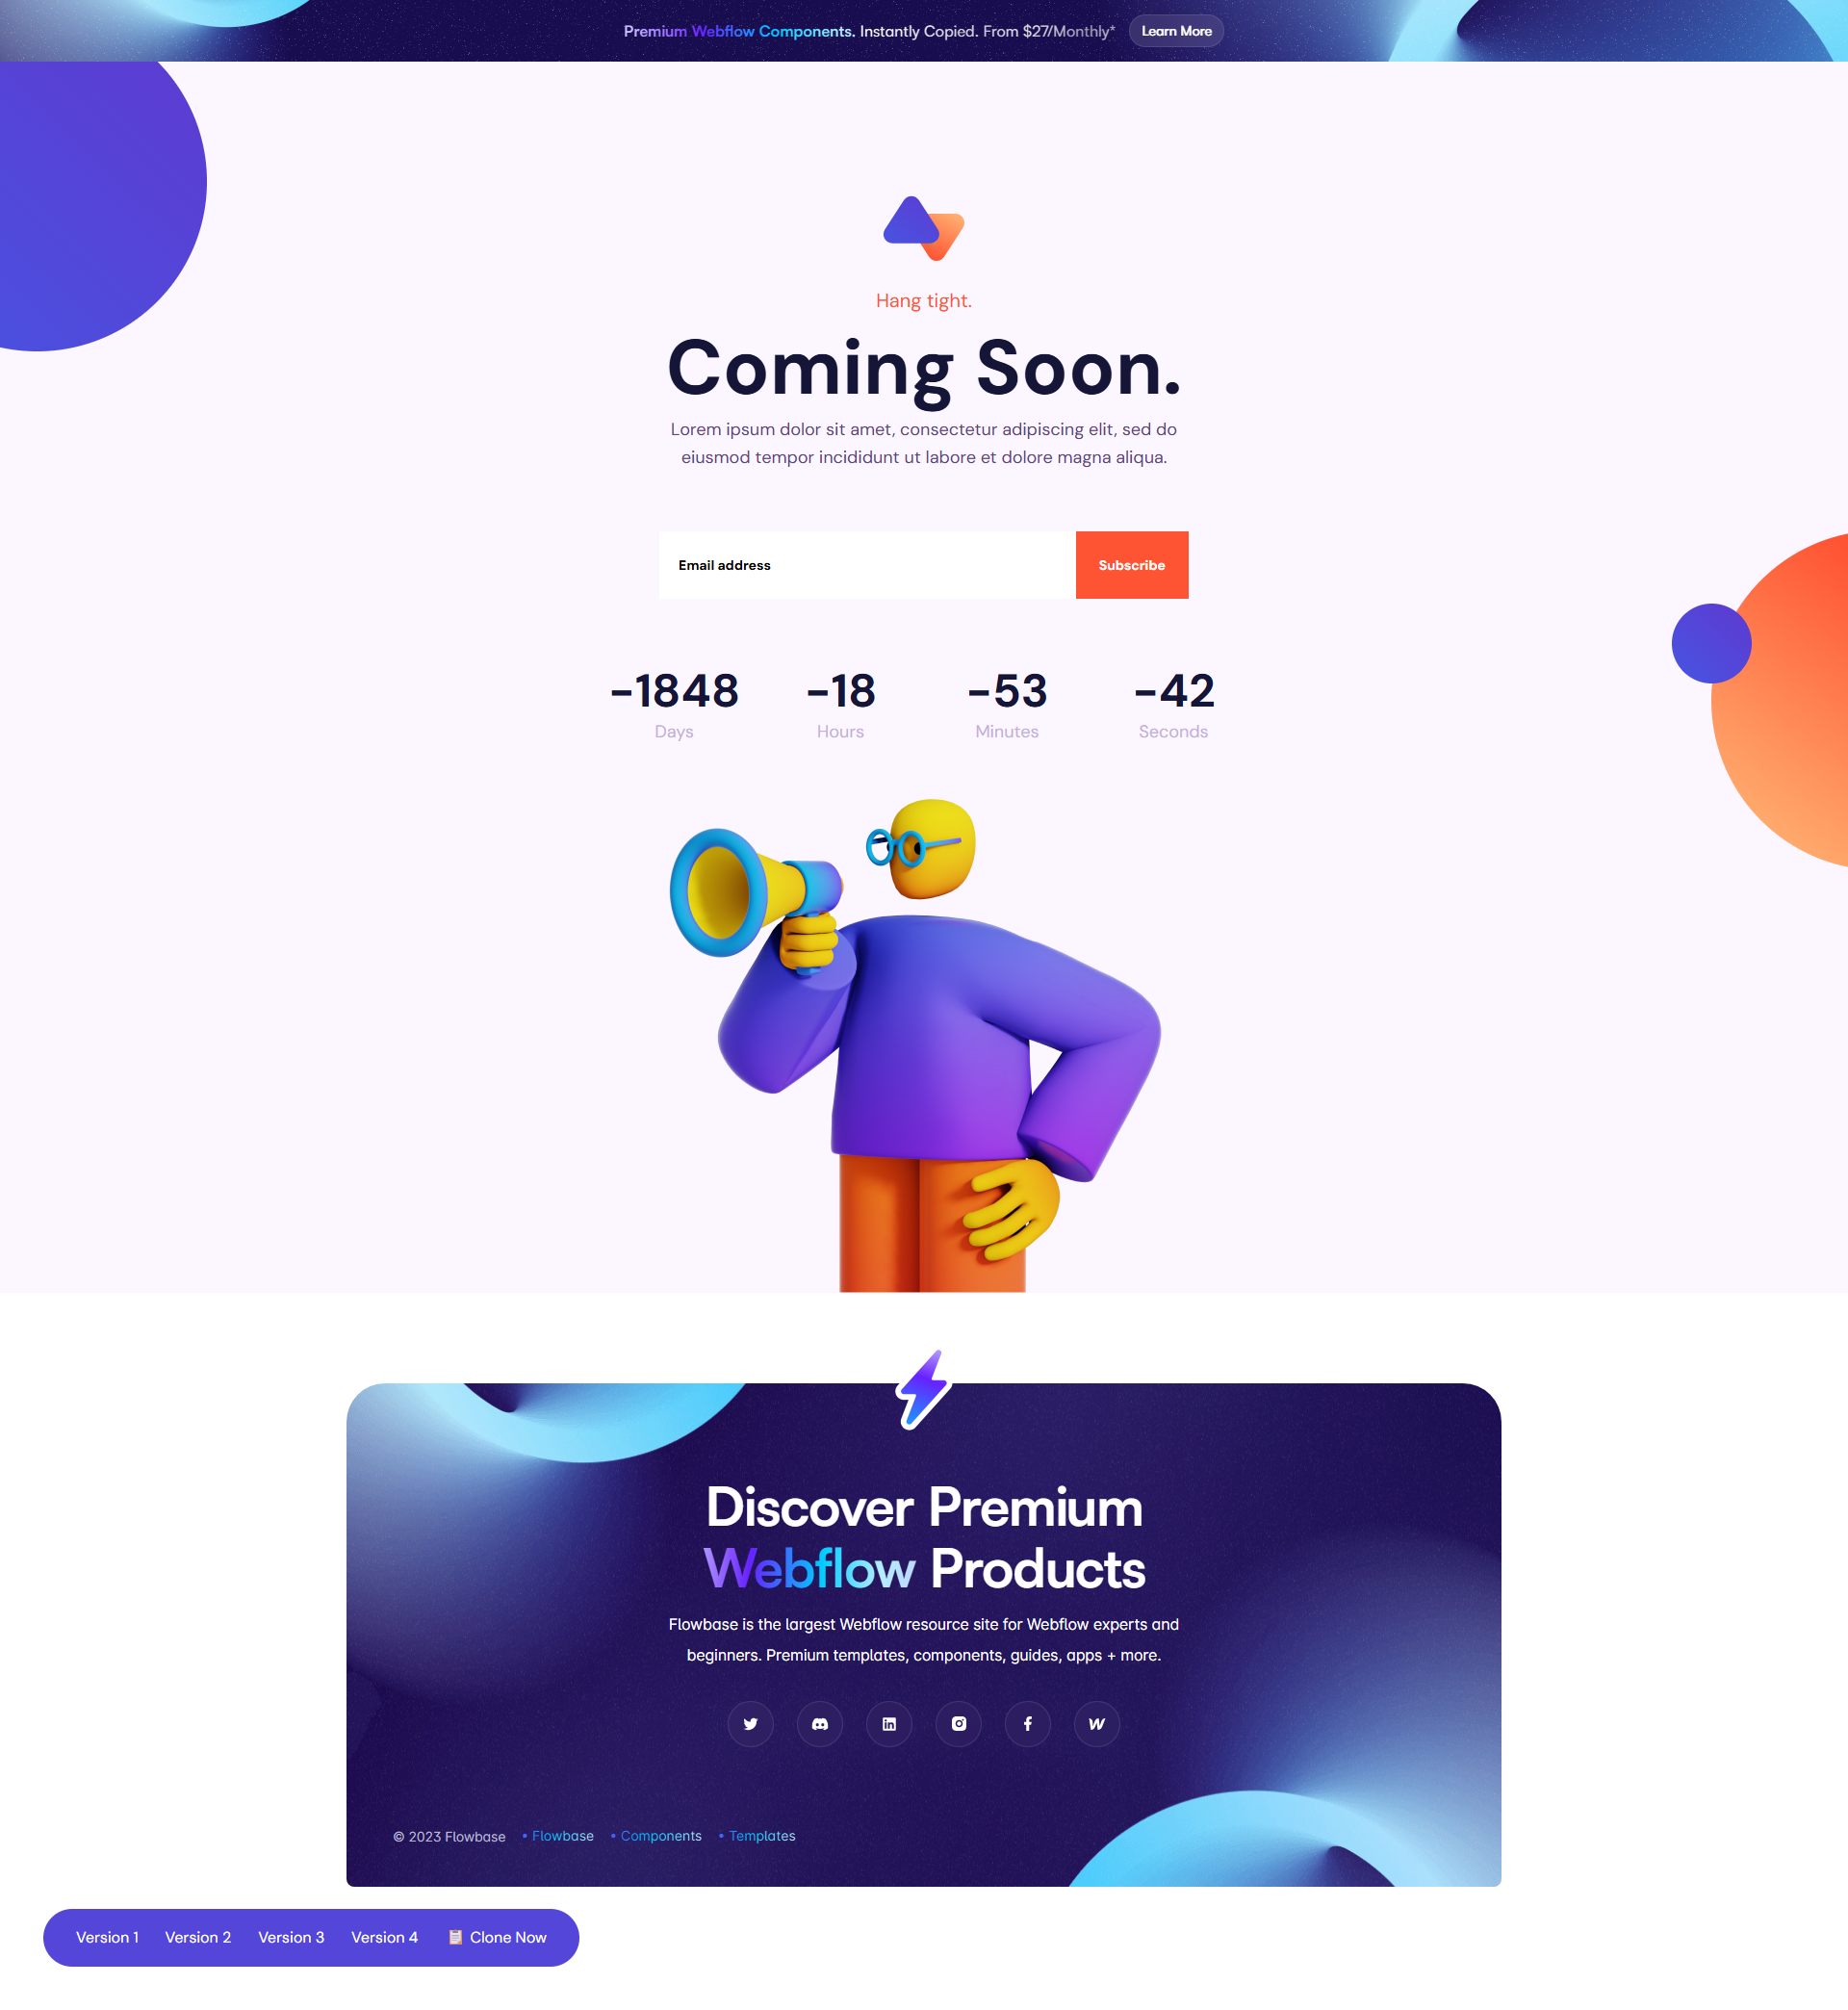 Premium Webflow Components. Instantly Copied. From $27/Monthly* Learn More
Hang tight.
Coming Soon.
Lorem ipsum dolor sit amet, consectetur adipiscing elit, sed do
eiusmod tempor incididunt ut labore et dolore magna aliqua.
Email address Subscribe
-1848 -18 -53 -42
Days Hours Minutes Seconds
Discover Premium
Webflow Products
Flowbase is the largest Webflow resource site for Webflow experts and
beginners. Premium templates, components, guides, apps + more.
© 2023 Flowbase • Flowbase • Components • Templates
Version 1 Version 2 Version 3 Version 4 📋 Clone Now